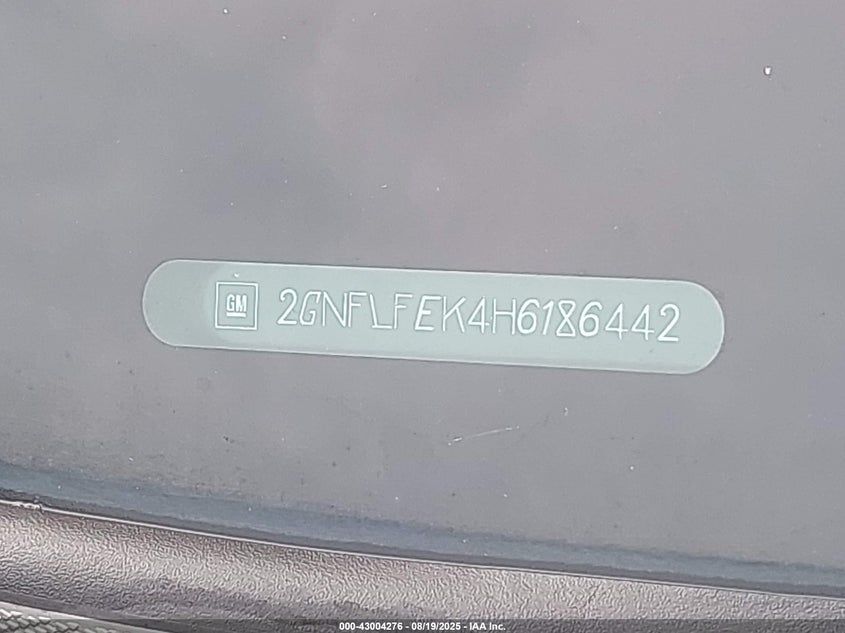 GM 2GNFLFEK4H6186442
000-43004276 - 08/19/2025 - IAA Inc.